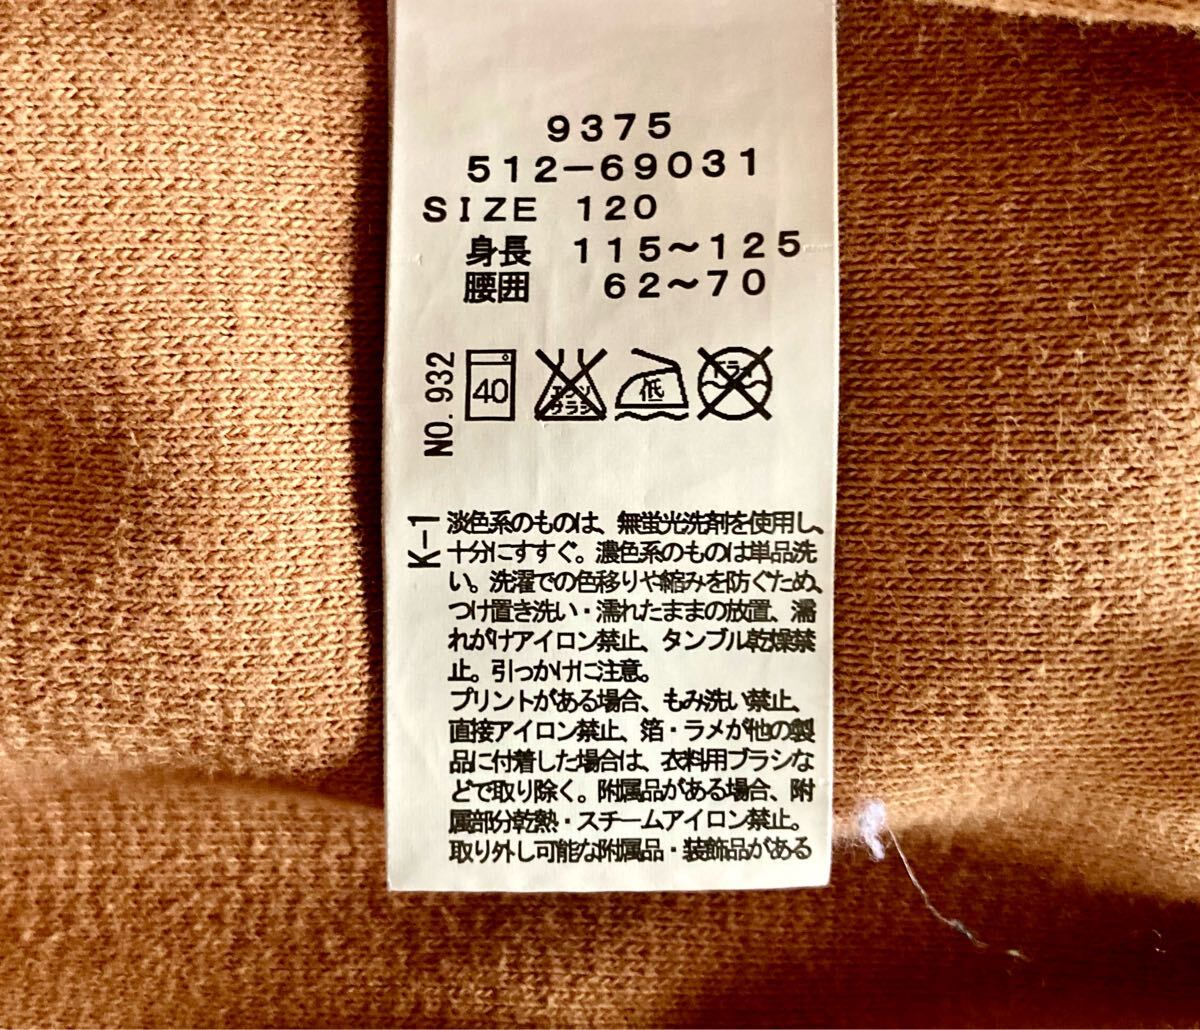 9375
512-69031
SIZE 120
身長 115~125
腰囲 62~70
NO. 932
40
エンソ
サラシ
低
ドライ
K-1
淡色系のものは、無蛍光洗剤を使用し、
十分にすすぐ。濃色系のものは単品洗
い。洗濯での色移りや縮みを防ぐため、
つけ置き洗い・濡れたままの放置、濡
れがけアイロン禁止、タンブル乾燥禁
止。引っかけに注意。
プリントがある場合、もみ洗い禁止、
直接アイロン禁止、箔・ラメが他の製
品に付着した場合は、衣料用ブラシな
どで取り除く。附属品がある場合、附
属部分乾熱・スチームアイロン禁止。
取り外し可能な附属品・装飾品がある